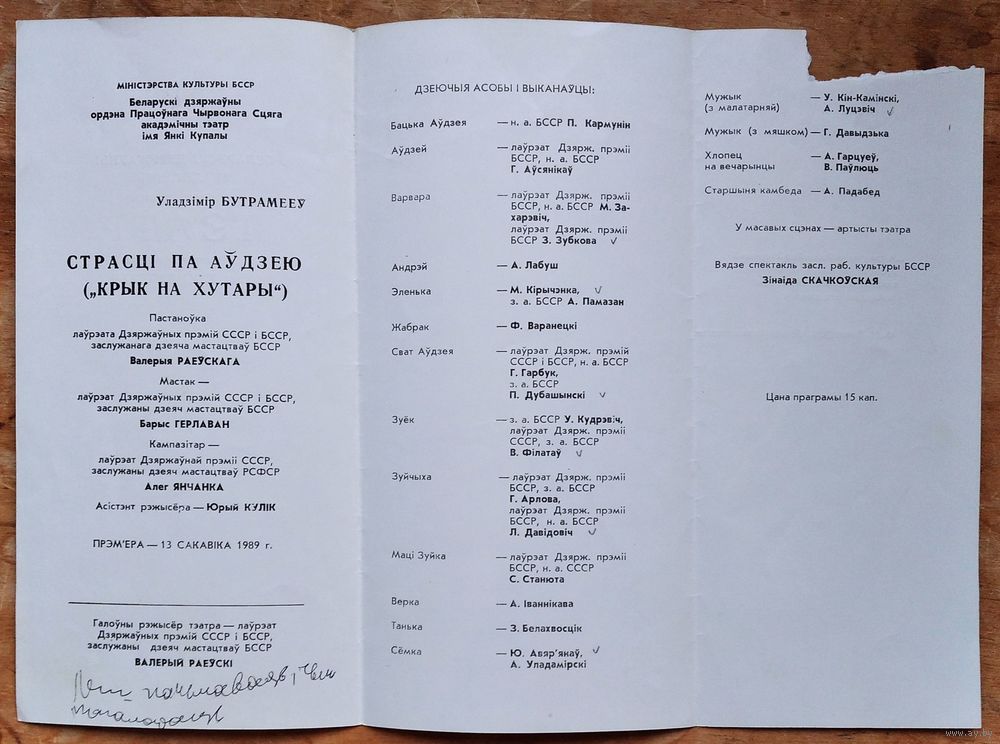 МІНІСТЭРСТВА КУЛЬТУРЫ БССР
Беларускі дзяржаўны
ордэна Працоўнага Чырвонага Сцяга
акадэмічны тэатр
імя Янкі Купалы
Уладзімір БУТРАМЕЕЎ
СТРАСЦІ ПА АЎДЗЕЮ
(„КРЫК НА ХУТАРЫ“)
Пастаноўка
лаўрэата Дзяржаўных прэмій СССР і БССР,
заслужанага дзеяча мастацтваў БССР
Валерыя РАЕЎСКАГА
Мастак —
лаўрэат Дзяржаўных прэмій СССР і БССР,
заслужаны дзеяч мастацтваў БССР
Барыс ГЕРЛАВАН
Кампазітар —
лаўрэат Дзяржаўнай прэміі СССР,
заслужаны дзеяч мастацтваў РСФСР
Алег ЯНЧАНКА
Асістэнт рэжысёра — Юрый КУЛІК
ПРЭМ'ЕРА — 13 САКАВІКА 1989 г.
Галоўны рэжысёр тэатра — лаўрэат
Дзяржаўных прэмій СССР і БССР,
заслужаны дзеяч мастацтваў БССР
ВАЛЕРЫЙ РАЕЎСКІ
ДЗЕЮЧЫЯ АСОБЫ І ВЫКАНАЎЦЫ:
Бацька Аўдзея — н. а. БССР П. Кармунін
Аўдзей — лаўрэат Дзярж. прэміі
БССР, н. а. БССР
Г. Аўсянікаў
Варвара — лаўрэат Дзярж. прэміі
БССР, н. а. БССР М. За-
харэвіч,
лаўрэат Дзярж. прэміі
БССР З. Зубкова ✓
Андрэй — А. Лабуш
Эленька — М. Кірычэнка, ✓
з. а. БССР А. Памазан
Жабрак — Ф. Варанецкі
Сват Аўдзея — лаўрэат Дзярж. прэмій
СССР і БССР, н. а. БССР
Г. Гарбук,
з. а. БССР
П. Дубашынскі ✓
Зуёк — з. а. БССР У. Кудрэвіч,
лаўрэат Дзярж. прэміі
СССР, з. а. БССР
В. Філатаў ✓
Зуйчыха — лаўрэат Дзярж. прэміі
БССР, з. а. БССР
Г. Арлова,
лаўрэат Дзярж. прэміі
БССР, н. а. БССР
Л. Давідовіч ✓
Маці Зуйка — лаўрэат Дзярж. прэміі
БССР, н. а. СССР
С. Станюта
Верка — А. Іваннікава
Танька — З. Белахвосцік
Сёмка — Ю. Авяр'янаў, ✓
А. Уладамірскі
Мужык — У. Кін-Камінскі,
(з малатарняй) А. Луцэвіч ✓
Мужык (з мяшком) — Г. Давыдзька
Хлопец — А. Гарцуеў,
на вечарынцы В. Паўлюць
Старшыня камбеда — А. Падабед
У масавых сцэнах — артысты тэатра
Вядзе спектакль засл. раб. культуры БССР
Зінаіда СКАЧКОЎСКАЯ
Цана праграмы 15 кап.
www.ay.by